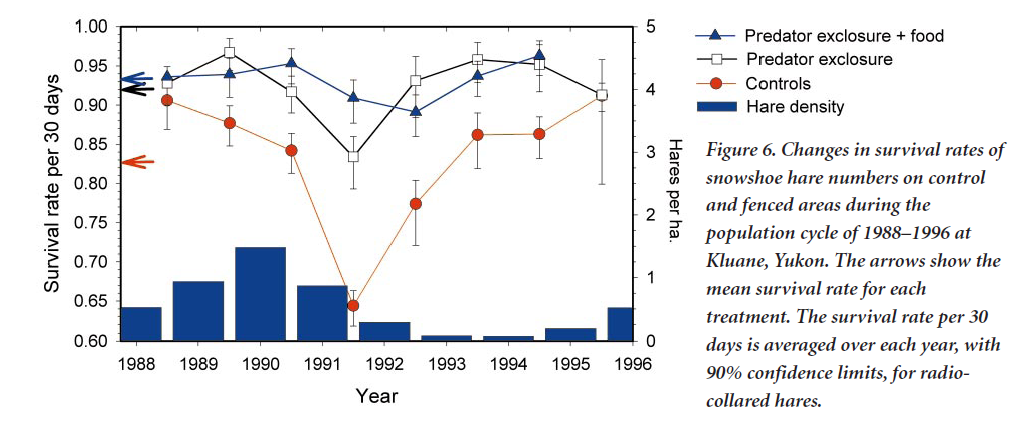 1.00
0.95
0.90
0.85
0.80
0.75
0.70
0.65
0.60
Survival rate per 30 days
5
4
3
2
1
0
Hares per ha.
1988 1989 1990 1991 1992 1993 1994 1995 1996
Year
Predator exclosure + food
Predator exclosure
Controls
Hare density
Figure 6. Changes in survival rates of
snowshoe hare numbers on control
and fenced areas during the
population cycle of 1988–1996 at
Kluane, Yukon. The arrows show the
mean survival rate for each
treatment. The survival rate per 30
days is averaged over each year, with
90% confidence limits, for radio-
collared hares.